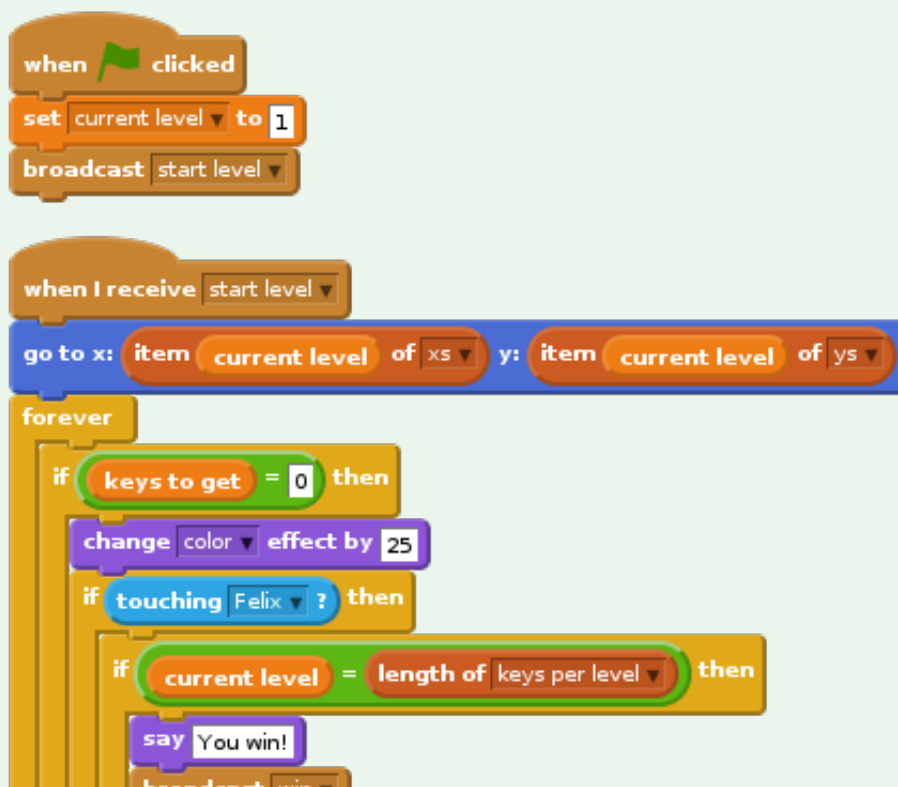 when clicked
set current level ▼ to 1
broadcast start level ▼
when I receive start level ▼
go to x: item current level of xs ▼ y: item current level of ys ▼
forever
if keys to get = 0 then
change color ▼ effect by 25
if touching Felix ▼ ? then
if current level = length of keys per level ▼ then
say You win!
broadcast win ▼